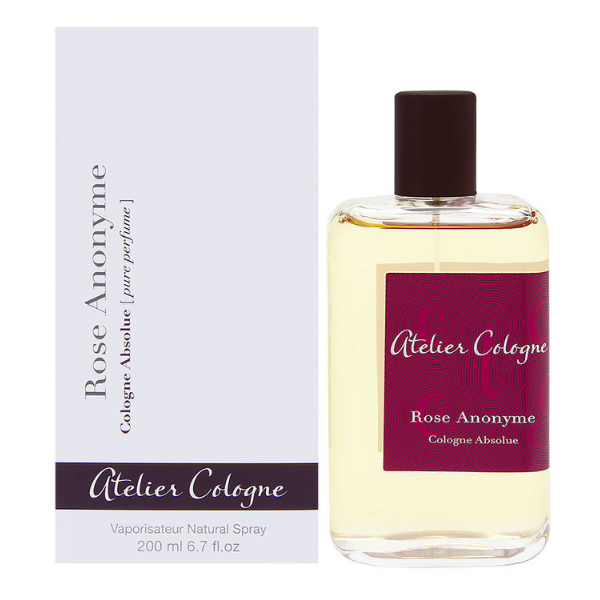 Rose Anonyme
Cologne Absolue [ pure perfume ]
Atelier Cologne
Vaporisateur Natural Spray
200 ml 6.7 fl.oz
Atelier Cologne
Rose Anonyme
Cologne Absolue